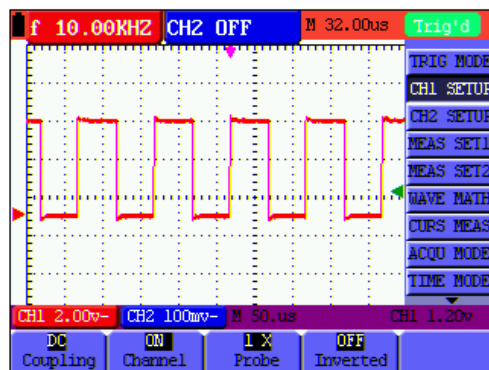 f 10.00KHZ CH2 OFF M 32.00us Trig'd
TRIG MODE
CH1 SETUP
CH2 SETUP
MEAS SET1
MEAS SET2
WAVE MATH
CURS MEAS
ACQU MODE
TIME MODE
CH1 2.00v- CH2 100mv- M 50.us CH1 1.20v
DC ON 1 X OFF
Coupling Channel Probe Inverted